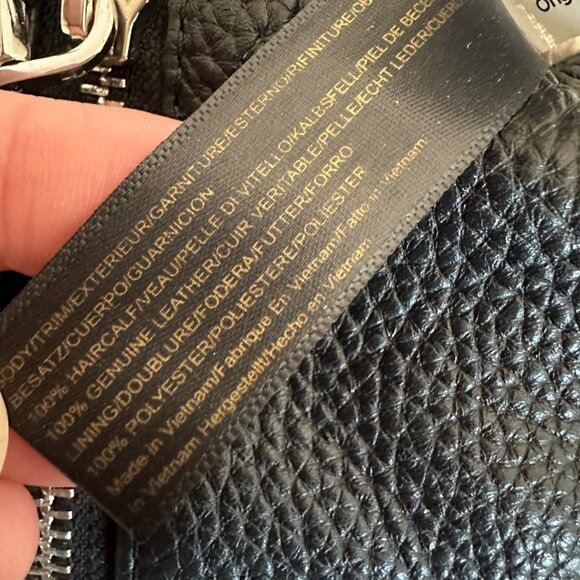 BODY/TRIM/EXTERIEUR/GARNITURE/ESTERNO/RIFINITURE/OB
BESATZ/CUERPO/GUARNICION
100% HAIRCALF/VEAU/PELLE DI VITELLO/KALBSFELL/PIEL DE BECE
100% GENUINE LEATHER/CUIR VERITABLE/PELLE/ECHT LEDER/CUER
LINING/DOUBLURE/FODERA/FUTTER/FORRO
100% POLYESTER/POLIESTERE/POLYESTER/POLIESTER
Made in Vietnam/Fabrique En Vietnam/Fatto in Vietnam
In Vietnam Hergestellt/Hecho en Vietnam
Orig